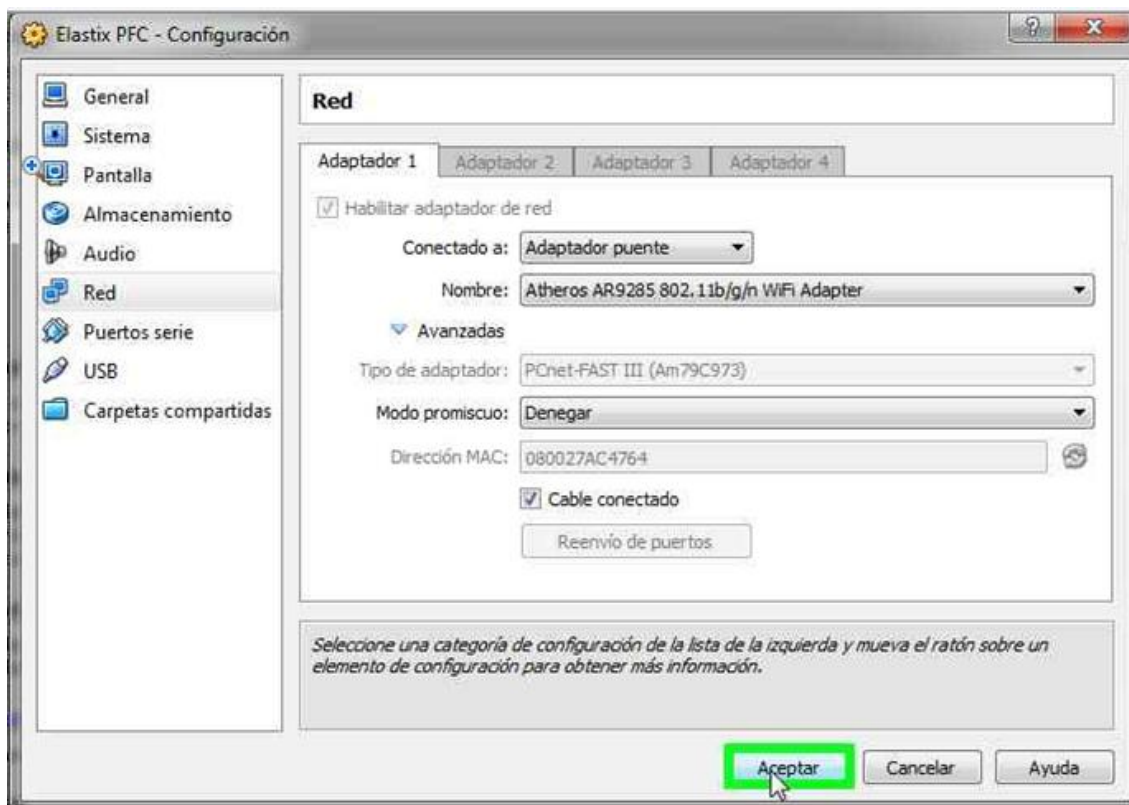 Elastix PFC - Configuración
General
Sistema
Pantalla
Almacenamiento
Audio
Red
Puertos serie
USB
Carpetas compartidas
Red
Adaptador 1 Adaptador 2 Adaptador 3 Adaptador 4
Habilitar adaptador de red
Conectado a: Adaptador puente
Nombre: Atheros AR9285 802.11b/g/n WiFi Adapter
Avanzadas
Tipo de adaptador: PCnet-FAST III (Am79C973)
Modo promiscuo: Denegar
Dirección MAC: 080027AC4764
Cable conectado
Reenvío de puertos
Seleccione una categoría de configuración de la lista de la izquierda y mueva el ratón sobre un
elemento de configuración para obtener más información.
Aceptar Cancelar Ayuda